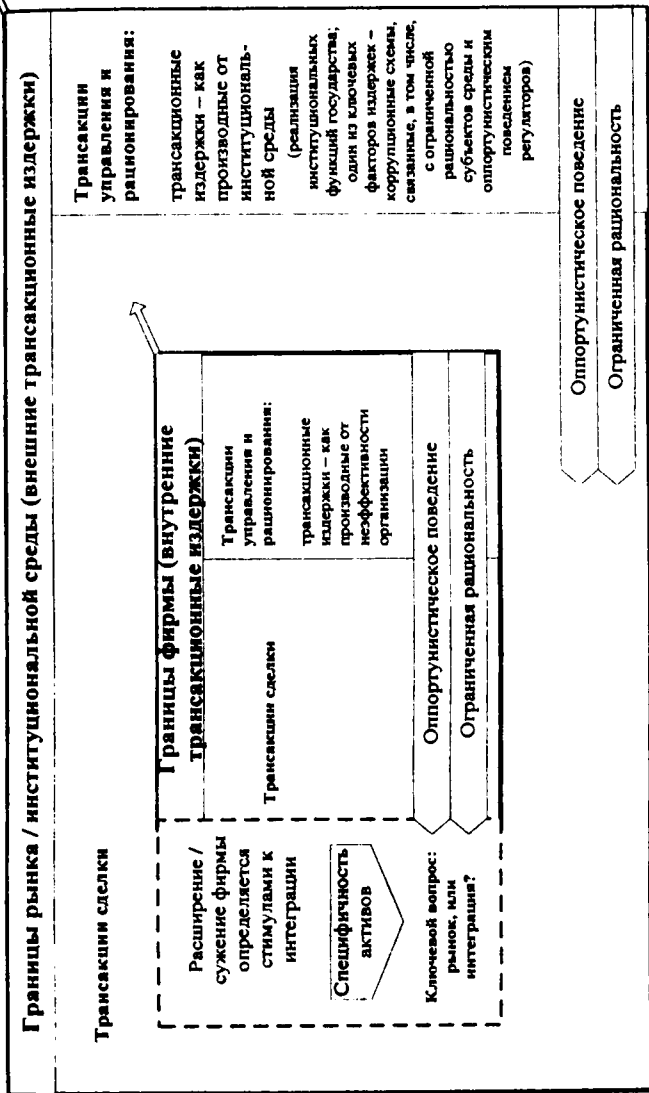 Границы рынка / институциональной среды (внешние трансакционные издержки)
Трансакции сделки
Расширение /
сужение фирмы
определяется
стимулами к
интеграции
Специфичность
активов
Ключевой вопрос:
рынок, или
интеграция?
Границы фирмы (внутренние
трансакционные издержки)
Трансакции сделки
Трансакции
управления и
рационирования:
трансакционные
издержки – как
производные от
неэффективности
организации
Оппортунистическое поведение
Ограниченная рациональность
Трансакции
управления и
рационирования:
трансакционные
издержки – как
производные от
институциональ-
ной среды
(реализация
институциональных
функций государства;
один из ключевых
факторов издержек –
коррупционные схемы,
связанные, в том числе,
с ограниченной
рациональностью
субъектов среды и
оппортунистическим
поведением
регуляторов)
Оппортунистическое поведение
Ограниченная рациональность